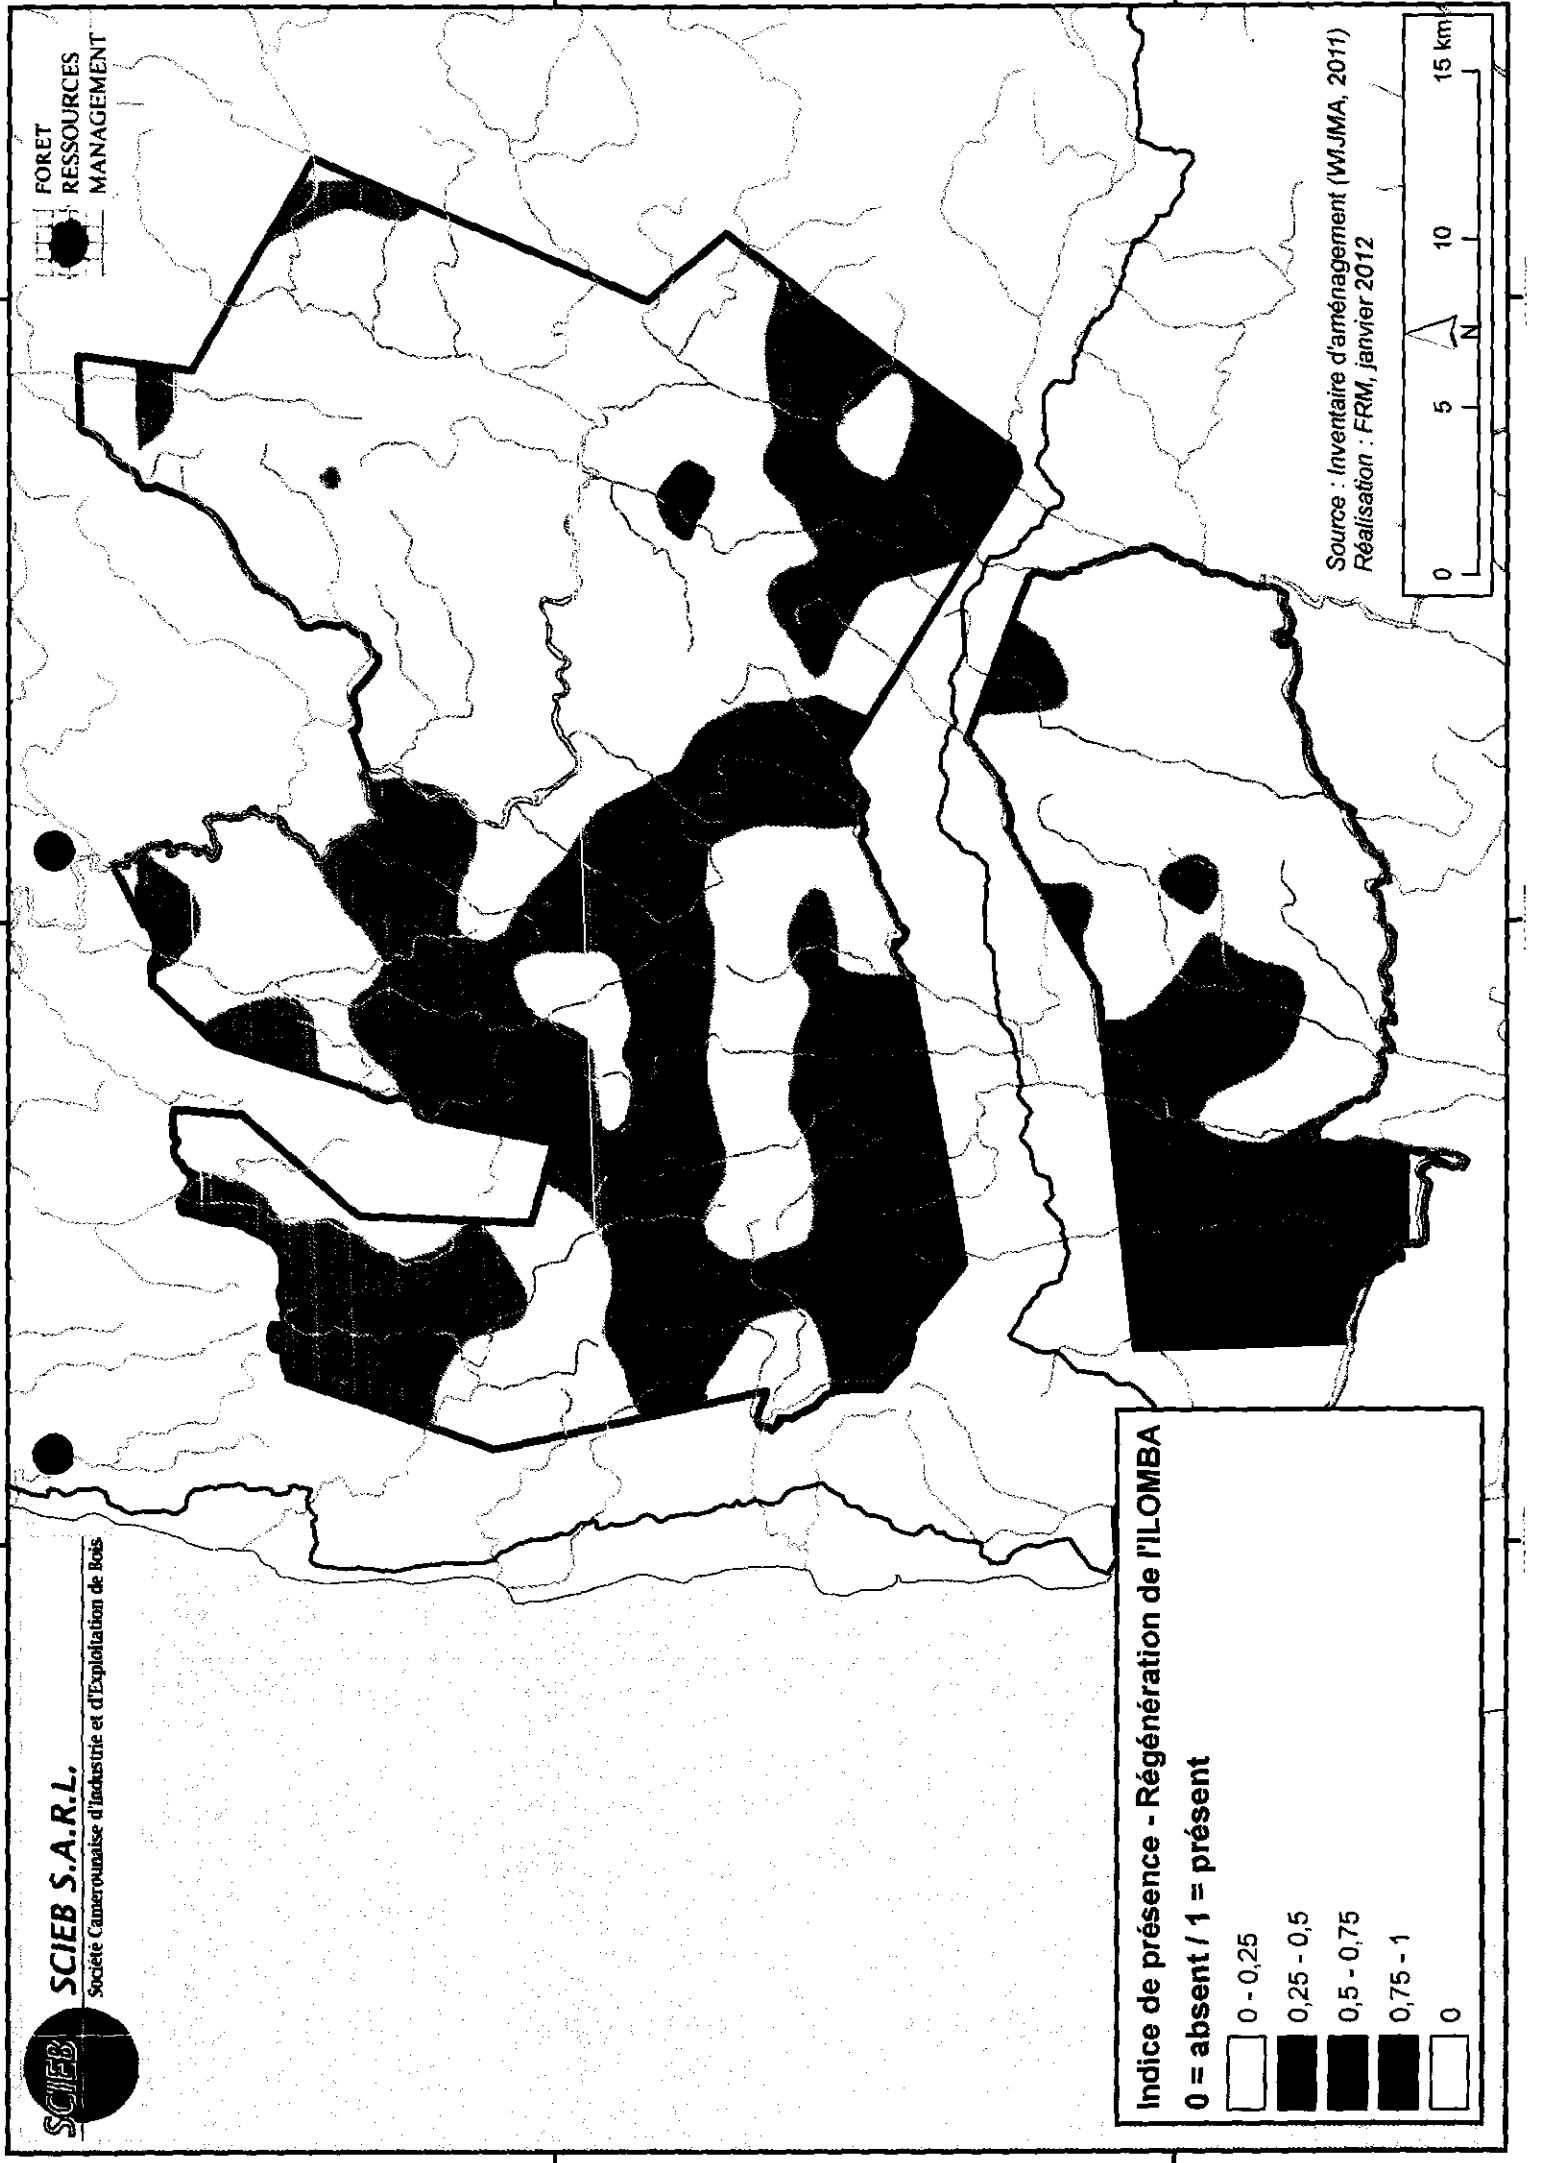 SCIEB
SCIEB S.A.R.L.
Société Camerounaise d'Industrie et d'Exploitation de Bois
FORET
RESSOURCES
MANAGEMENT
Indice de présence - Régénération de l'ILOMBA
0 = absent / 1 = présent
0 - 0,25
0,25 - 0,5
0,5 - 0,75
0,75 - 1
0
Source : Inventaire d'aménagement (WIJMA, 2011)
Réalisation : FRM, janvier 2012
N
0 5 10 15 km